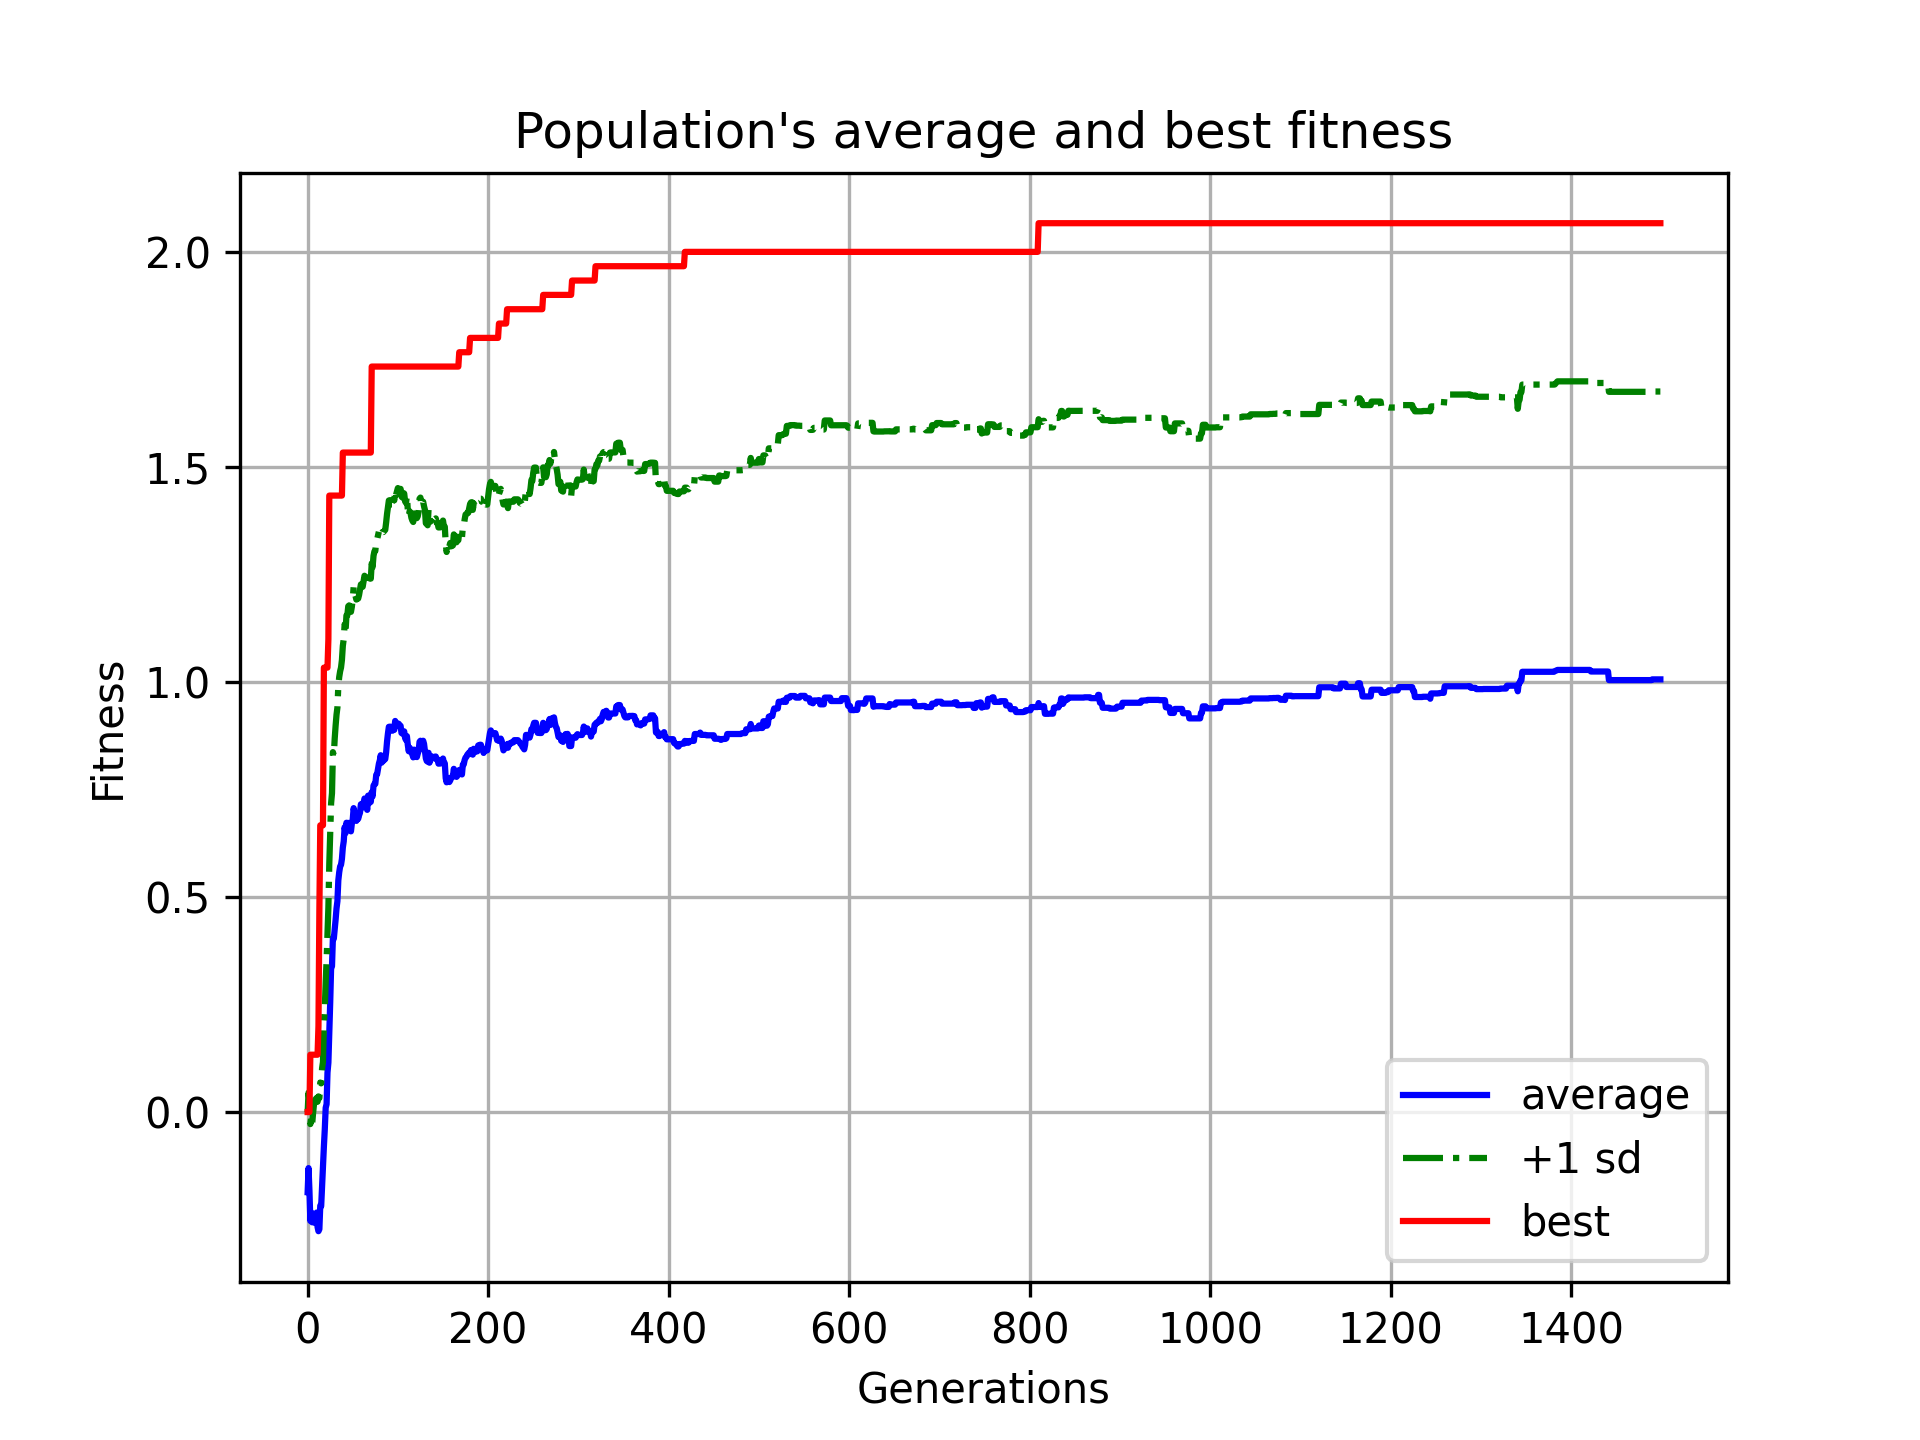 Population's average and best fitness
Fitness
2.0
1.5
1.0
0.5
0.0
0 200 400 600 800 1000 1200 1400
Generations
average
+1 sd
best